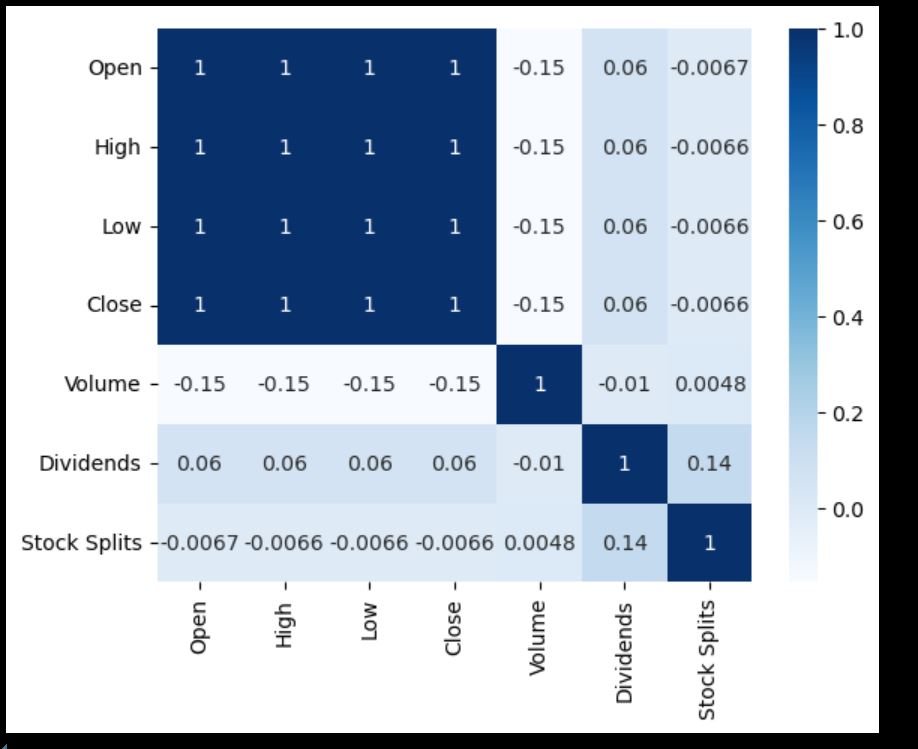 Open 1 1 1 1 -0.15 0.06 -0.0067
High 1 1 1 1 -0.15 0.06 -0.0066
Low 1 1 1 1 -0.15 0.06 -0.0066
Close 1 1 1 1 -0.15 0.06 -0.0066
Volume -0.15 -0.15 -0.15 -0.15 1 -0.01 0.0048
Dividends 0.06 0.06 0.06 0.06 -0.01 1 0.14
Stock Splits -0.0067 -0.0066 -0.0066 -0.0066 0.0048 0.14 1
Open High Low Close Volume Dividends Stock Splits
1.0
0.8
0.6
0.4
0.2
0.0